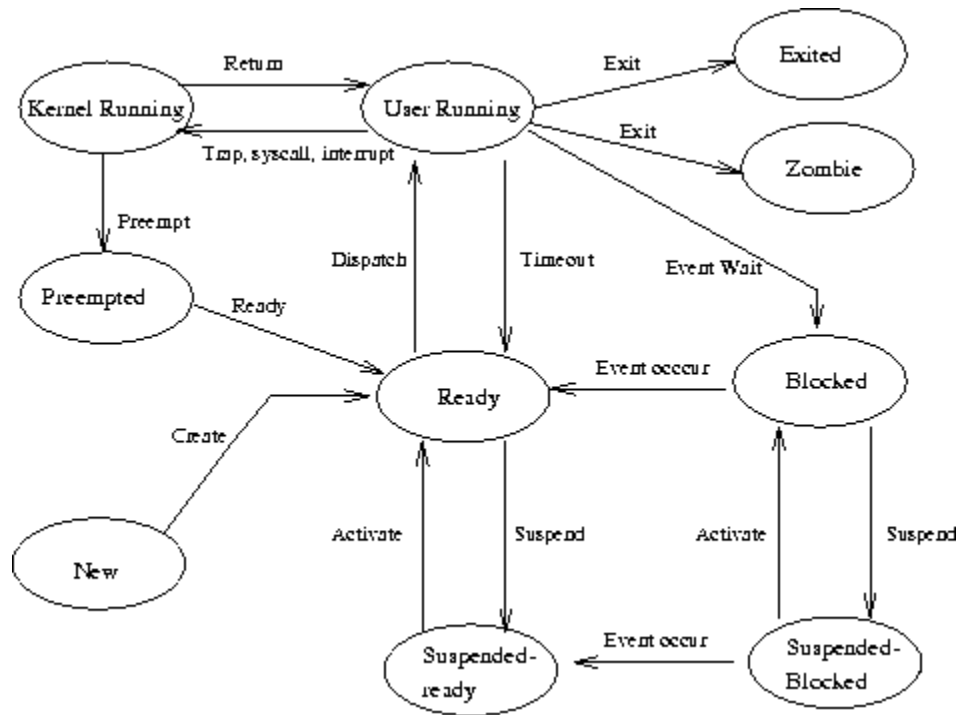 Exited
Return
Exit
Kernel Running
User Running
Exit
Trap, syscall, interrupt
Zombie
Preempt
Dispatch
Timeout
Event Wait
Preempted
Ready
Event occcur
Blocked
Ready
Create
Activate
Suspend
Activate
Suspend
New
Event occur
Suspended-
ready
Suspended-
Blocked